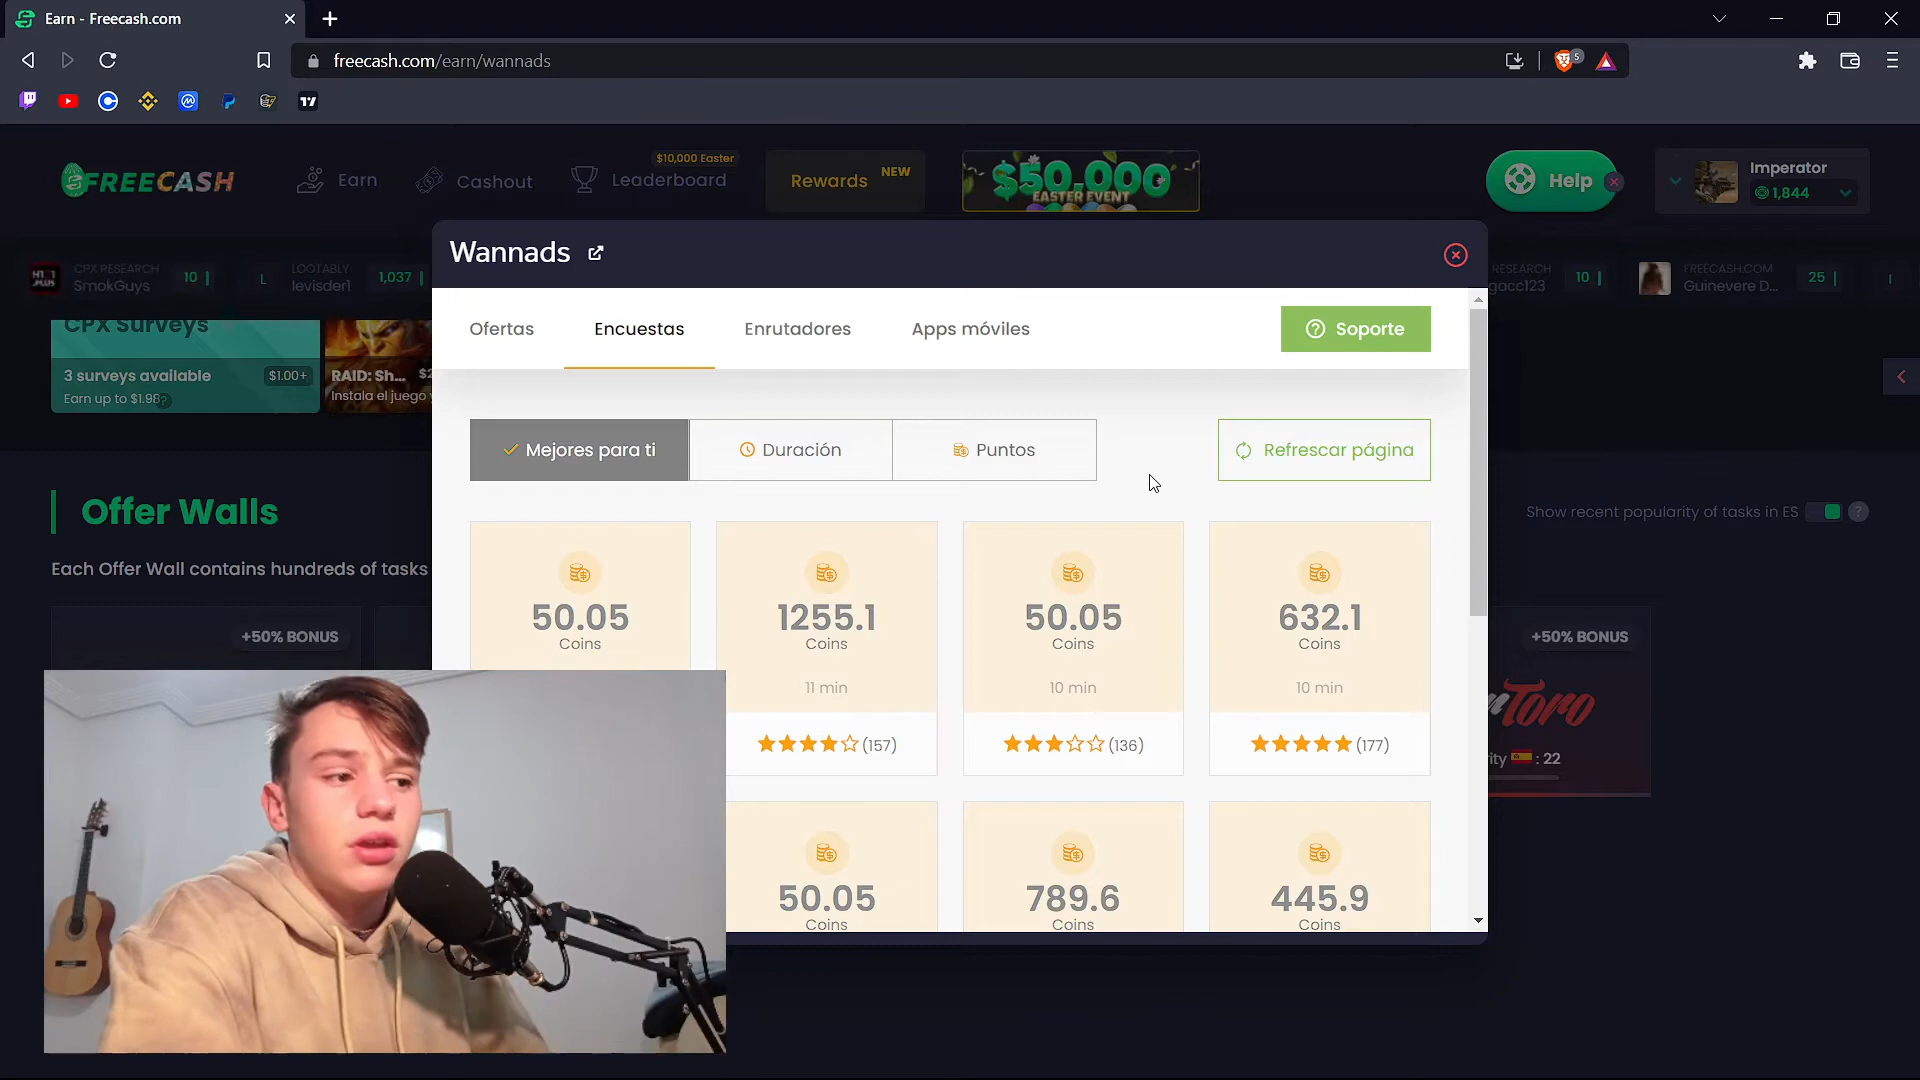 Earn - Freecash.com
freecash.com/earn/wannads
5
FREECASH
Earn
Cashout
$10,000 Easter
Leaderboard
Rewards NEW
$50,000
EASTER EVENT
Help
Imperator
1,844
CPX RESEARCH
SmokGuys
10
L
LOOTABLY
levisder1
1,037
Wannads
RESEARCH
gacc123
10
FREECASH.COM
Guinevere D...
25
CPX Surveys
3 surveys available
$1.00+
Earn up to $1.98
RAID: Sh...
Instala el juego y
Ofertas
Encuestas
Enrutadores
Apps móviles
Soporte
Mejores para ti
Duración
Puntos
Refrescar página
Offer Walls
Show recent popularity of tasks in ES
Each Offer Wall contains hundreds of tasks
50.05
Coins
1255.1
Coins
11 min
(157)
50.05
Coins
10 min
(136)
632.1
Coins
10 min
(177)
+50% BONUS
+50% BONUS
Toro
: 22
50.05
Coins
789.6
Coins
445.9
Coins